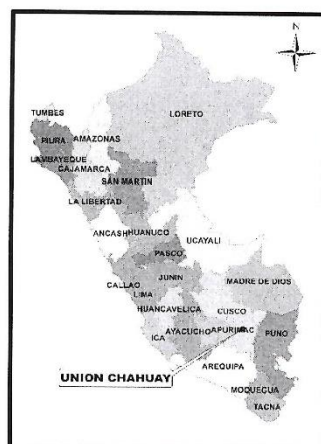 N
TUMBES
LORETO
PIURA
AMAZONAS
LAMBAYEQUE
CAJAMARCA
SAN MARTIN
LA LIBERTAD
ANCASH
HUANUCO
UCAYALI
PASCO
JUNIN
CALLAO
LIMA
MADRE DE DIOS
HUANCAVELICA
CUSCO
ICA
AYACUCHO
APURIMAC
PUNO
AREQUIPA
UNION CHAHUAY
MOQUEGUA
TACNA